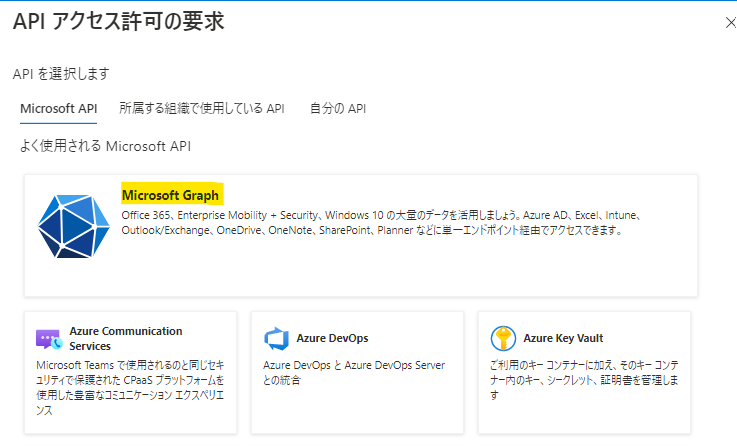 API アクセス許可の要求
API を選択します
Microsoft API 所属する組織で使用している API 自分の API
よく使用される Microsoft API
Microsoft Graph
Office 365、Enterprise Mobility + Security、Windows 10 の大量のデータを活用しましょう。Azure AD、Excel、Intune、
Outlook/Exchange、OneDrive、OneNote、SharePoint、Planner などに単一エンドポイント経由でアクセスできます。
Azure Communication
Services
Microsoft Teams で使用されるのと同じセキ
ュリティで保護された CPaaS プラットフォームを
使用した豊富なコミュニケーション エクスペリエ
ンス
Azure DevOps
Azure DevOps と Azure DevOps Server
との統合
Azure Key Vault
ご利用のキー コンテナーに加え、そのキー コンテ
ナー内のキー、シークレット、証明書を管理しま
す